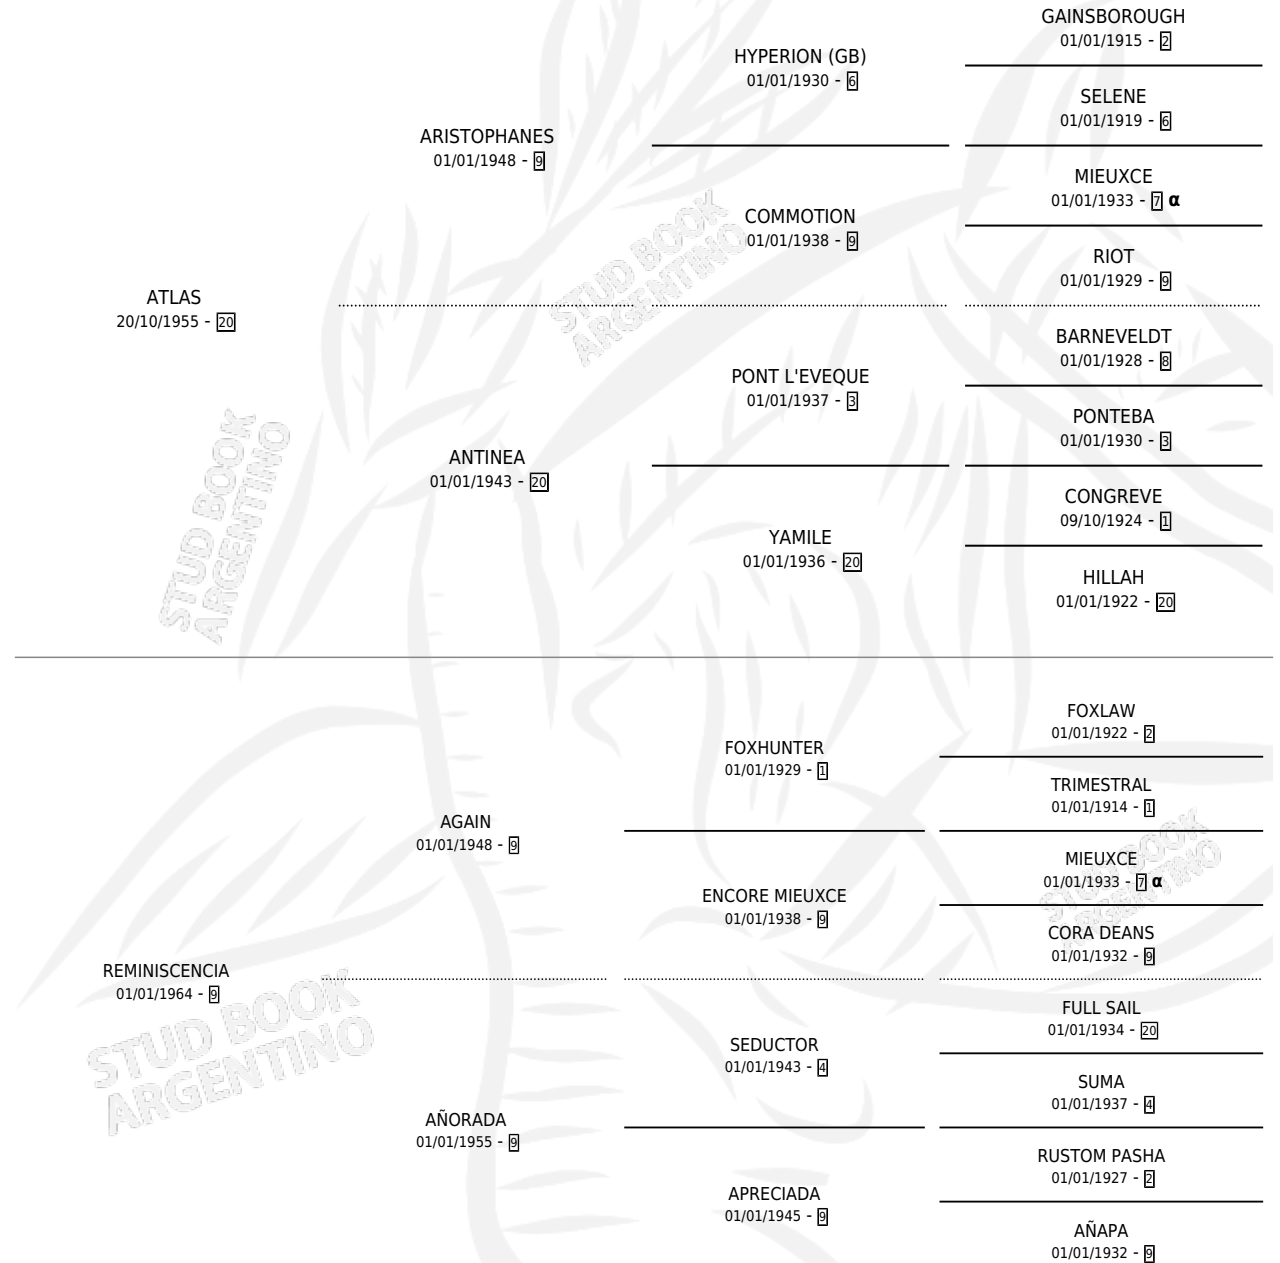 GAINSBOROUGH
01/01/1915 - 2
HYPERION (GB)
01/01/1930 - 6
SELENE
01/01/1919 - 6
ARISTOPHANES
01/01/1948 - 9
MIEUXCE
01/01/1933 - 7 α
COMMOTION
01/01/1938 - 9
RIOT
01/01/1929 - 9
ATLAS
20/10/1955 - 20
BARNEVELDT
01/01/1928 - 8
PONT L'EVEQUE
01/01/1937 - 3
PONTEBA
01/01/1930 - 3
ANTINEA
01/01/1943 - 20
CONGREVE
09/10/1924 - 1
YAMILE
01/01/1936 - 20
HILLAH
01/01/1922 - 20
STUD BOOK
ARGENTINO
STUD BOOK
ARGENTINO
FOXLAW
01/01/1922 - 2
FOXHUNTER
01/01/1929 - 1
TRIMESTRAL
01/01/1914 - 1
AGAIN
01/01/1948 - 9
MIEUXCE
01/01/1933 - 7 α
ENCORE MIEUXCE
01/01/1938 - 9
CORA DEANS
01/01/1932 - 9
REMINISCENCIA
01/01/1964 - 9
FULL SAIL
01/01/1934 - 20
SEDUCTOR
01/01/1943 - 4
SUMA
01/01/1937 - 4
AÑORADA
01/01/1955 - 9
RUSTOM PASHA
01/01/1927 - 2
APRECIADA
01/01/1945 - 9
AÑAPA
01/01/1932 - 9
STUD BOOK
ARGENTINO
STUD BOOK
ARGENTINO